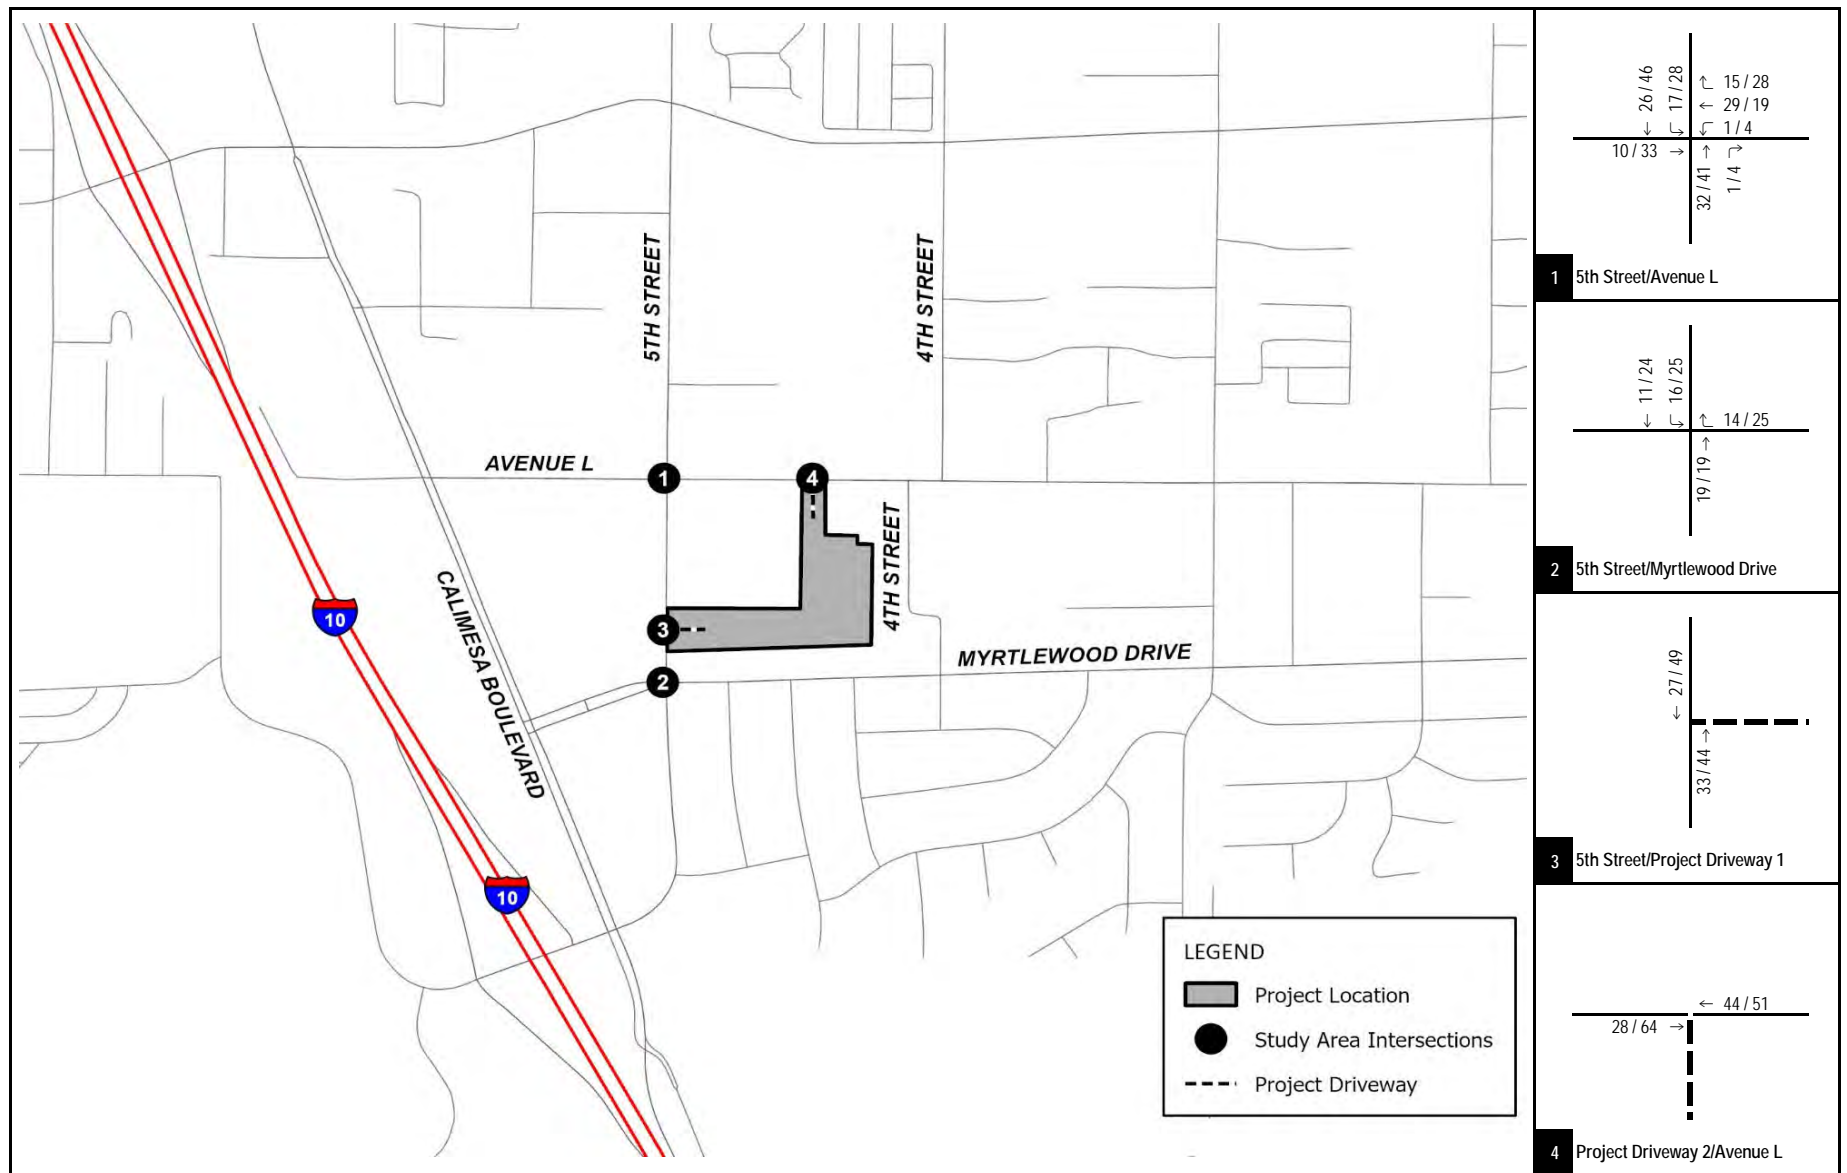 5TH STREET
4TH STREET
AVENUE L
1
4
4TH STREET
10
3
CALIMESA BOULEVARD
MYRTLEWOOD DRIVE
2
10
LEGEND
Project Location
Study Area Intersections
Project Driveway
26 / 46
17 / 28
15 / 28
29 / 19
1 / 4
10 / 33
32 / 41
1 / 4
1 5th Street/Avenue L
11 / 24
16 / 25
14 / 25
19 / 19
2 5th Street/Myrtlewood Drive
27 / 49
33 / 44
3 5th Street/Project Driveway 1
44 / 51
28 / 64
4 Project Driveway 2/Avenue L